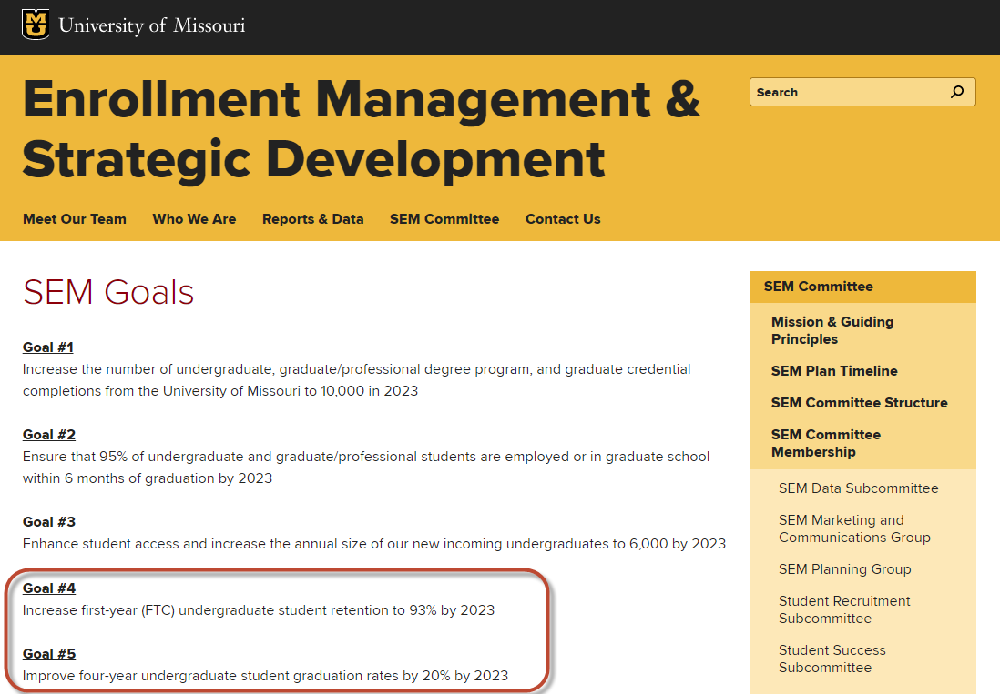 MU
University of Missouri
Enrollment Management &
Strategic Development
Search
Meet Our Team
Who We Are
Reports & Data
SEM Committee
Contact Us
SEM Goals
Goal #1
Increase the number of undergraduate, graduate/professional degree program, and graduate credential
completions from the University of Missouri to 10,000 in 2023
Goal #2
Ensure that 95% of undergraduate and graduate/professional students are employed or in graduate school
within 6 months of graduation by 2023
Goal #3
Enhance student access and increase the annual size of our new incoming undergraduates to 6,000 by 2023
Goal #4
Increase first-year (FTC) undergraduate student retention to 93% by 2023
Goal #5
Improve four-year undergraduate student graduation rates by 20% by 2023
SEM Committee
Mission & Guiding
Principles
SEM Plan Timeline
SEM Committee Structure
SEM Committee
Membership
SEM Data Subcommittee
SEM Marketing and
Communications Group
SEM Planning Group
Student Recruitment
Subcommittee
Student Success
Subcommittee